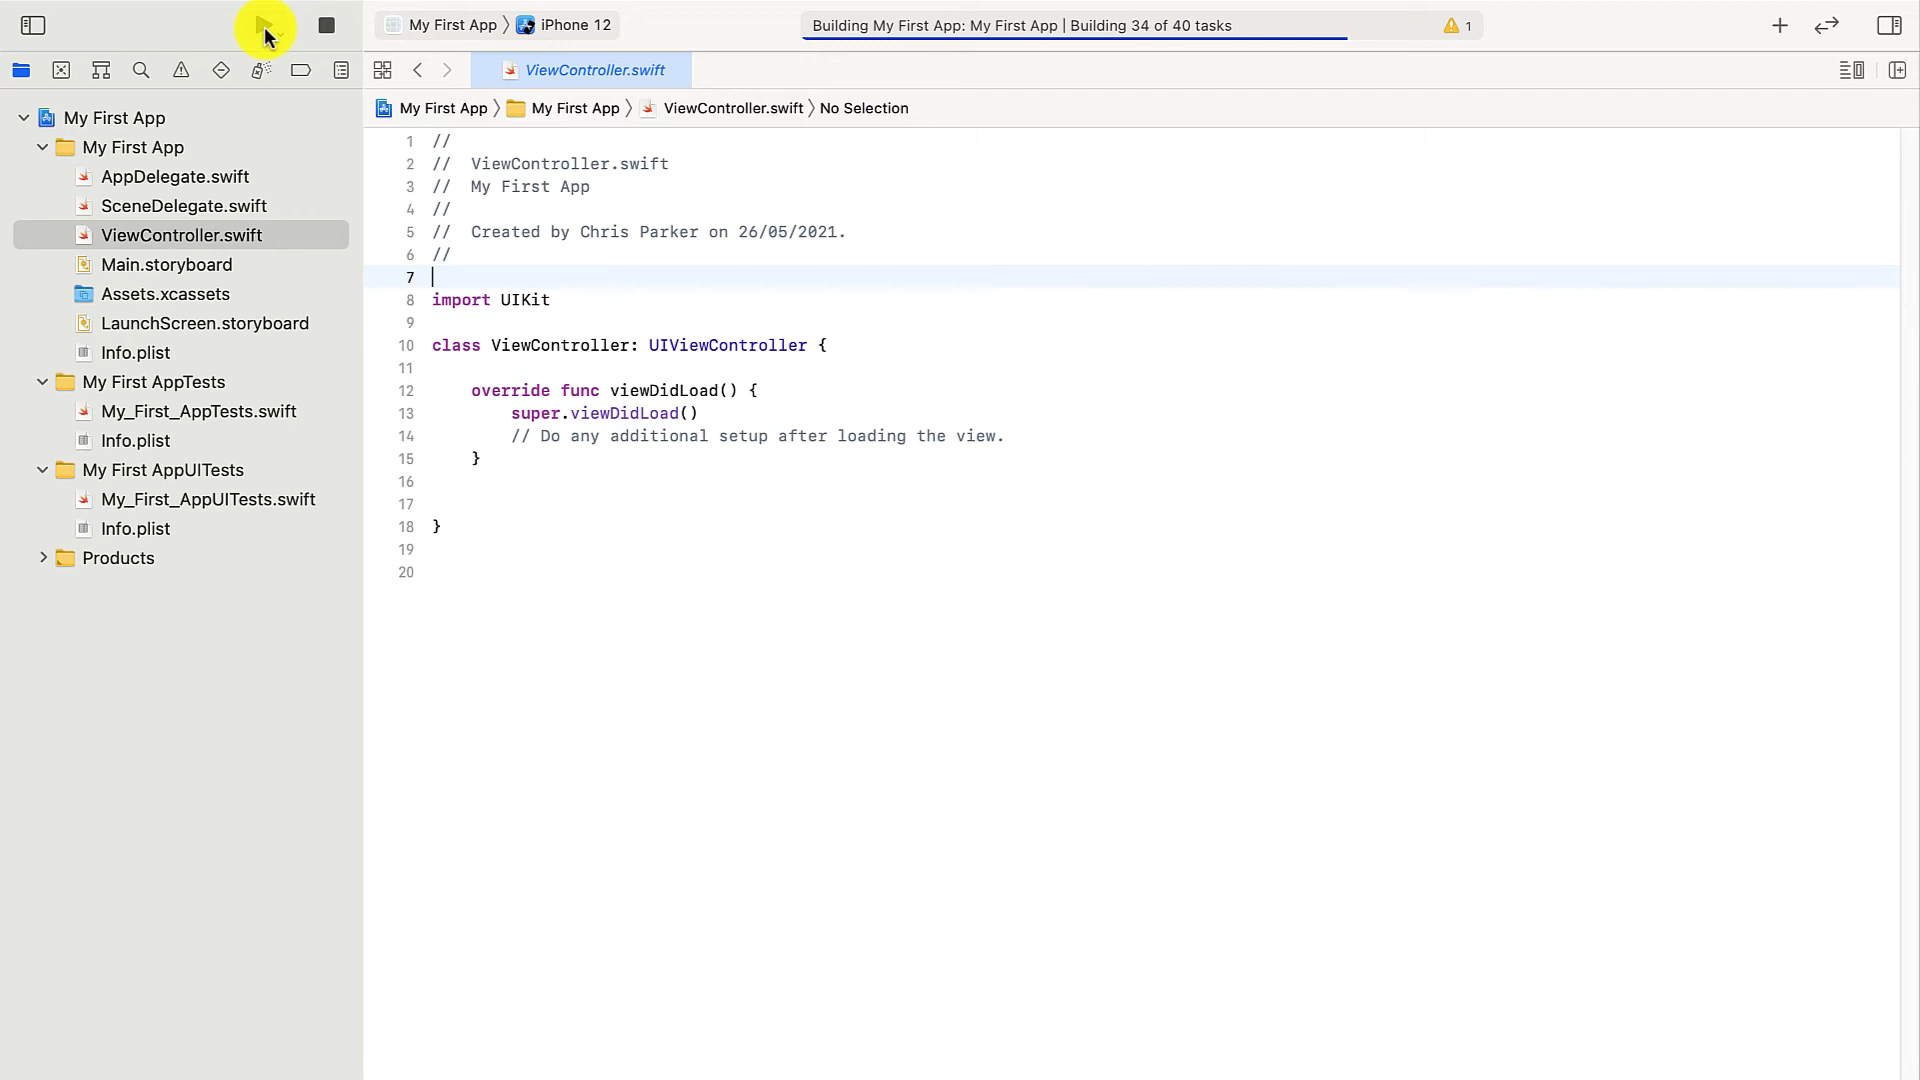 My First App 〉 iPhone 12
Building My First App: My First App | Building 34 of 40 tasks
1
ViewController.swift
My First App 〉 My First App 〉 ViewController.swift 〉 No Selection
My First App
My First App
AppDelegate.swift
SceneDelegate.swift
ViewController.swift
Main.storyboard
Assets.xcassets
LaunchScreen.storyboard
Info.plist
My First AppTests
My_First_AppTests.swift
Info.plist
My First AppUITests
My_First_AppUITests.swift
Info.plist
Products
1 //
2 //  ViewController.swift
3 //  My First App
4 //
5 //  Created by Chris Parker on 26/05/2021.
6 //
7
8 import UIKit
9
10 class ViewController: UIViewController {
11
12     override func viewDidLoad() {
13         super.viewDidLoad()
14         // Do any additional setup after loading the view.
15     }
16
17
18 }
19
20